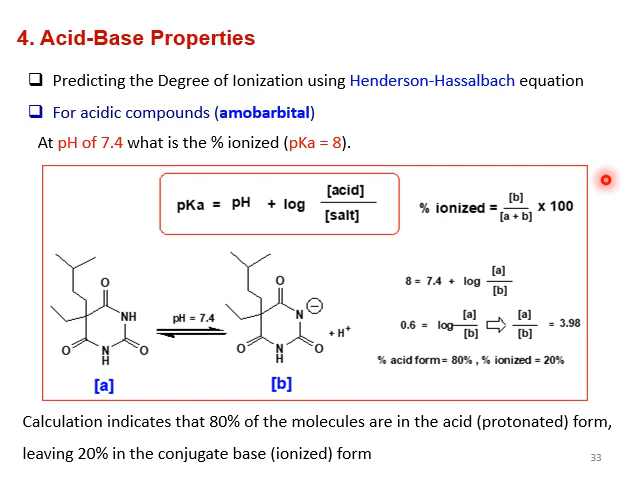 4. Acid-Base Properties
Predicting the Degree of Ionization using Henderson-Hassalbach equation
For acidic compounds (amobarbital)
At pH of 7.4 what is the % ionized (pKa = 8).
pKa = pH + log [acid] / [salt]
% ionized = [b] / [a + b] x 100
O
NH
O
N
H
O
[a]
pH = 7.4
O
N
−
O
N
H
O
[b]
+ H+
8 = 7.4 + log [a] / [b]
0.6 = log [a] / [b] ⇨ [a] / [b] = 3.98
% acid form = 80% , % ionized = 20%
Calculation indicates that 80% of the molecules are in the acid (protonated) form,
leaving 20% in the conjugate base (ionized) form
33